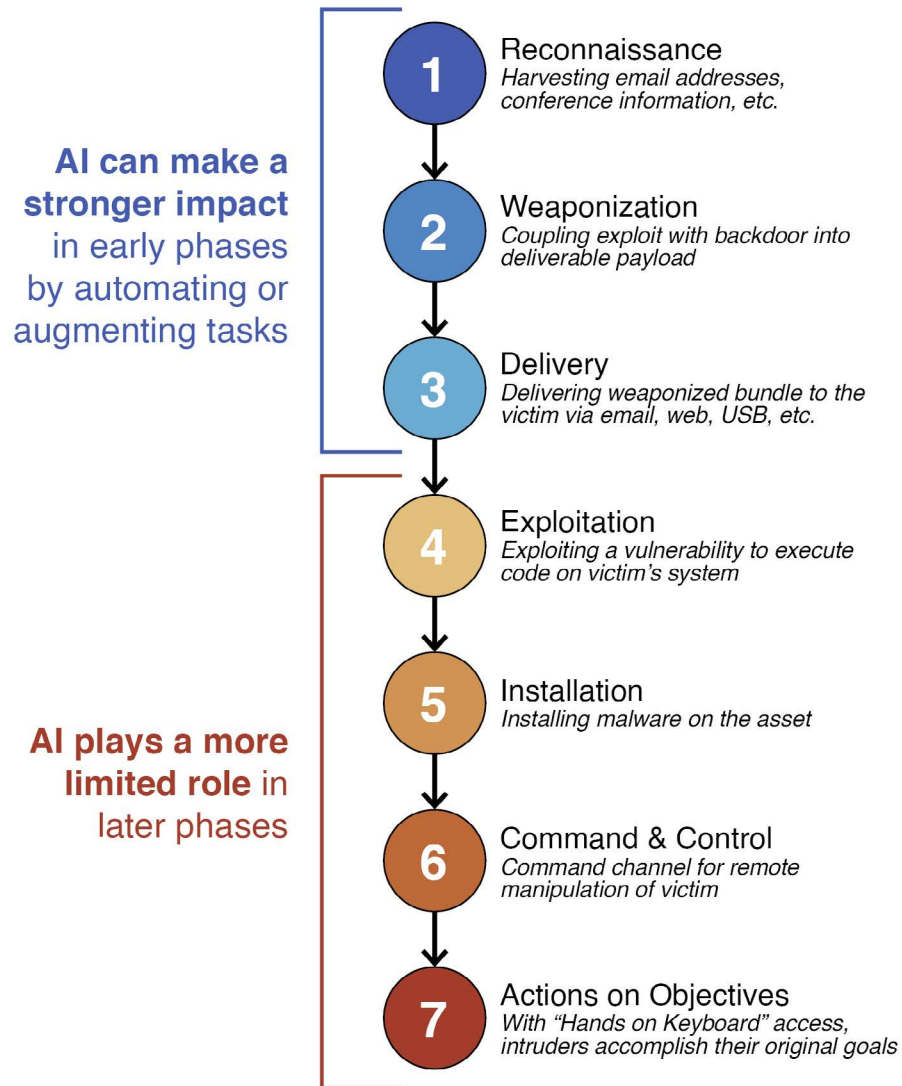 1
Reconnaissance
Harvesting email addresses,
conference information, etc.
AI can make a
stronger impact
in early phases
by automating or
augmenting tasks
2
Weaponization
Coupling exploit with backdoor into
deliverable payload
3
Delivery
Delivering weaponized bundle to the
victim via email, web, USB, etc.
4
Exploitation
Exploiting a vulnerability to execute
code on victim’s system
5
Installation
Installing malware on the asset
AI plays a more
limited role in
later phases
6
Command & Control
Command channel for remote
manipulation of victim
7
Actions on Objectives
With “Hands on Keyboard” access,
intruders accomplish their original goals